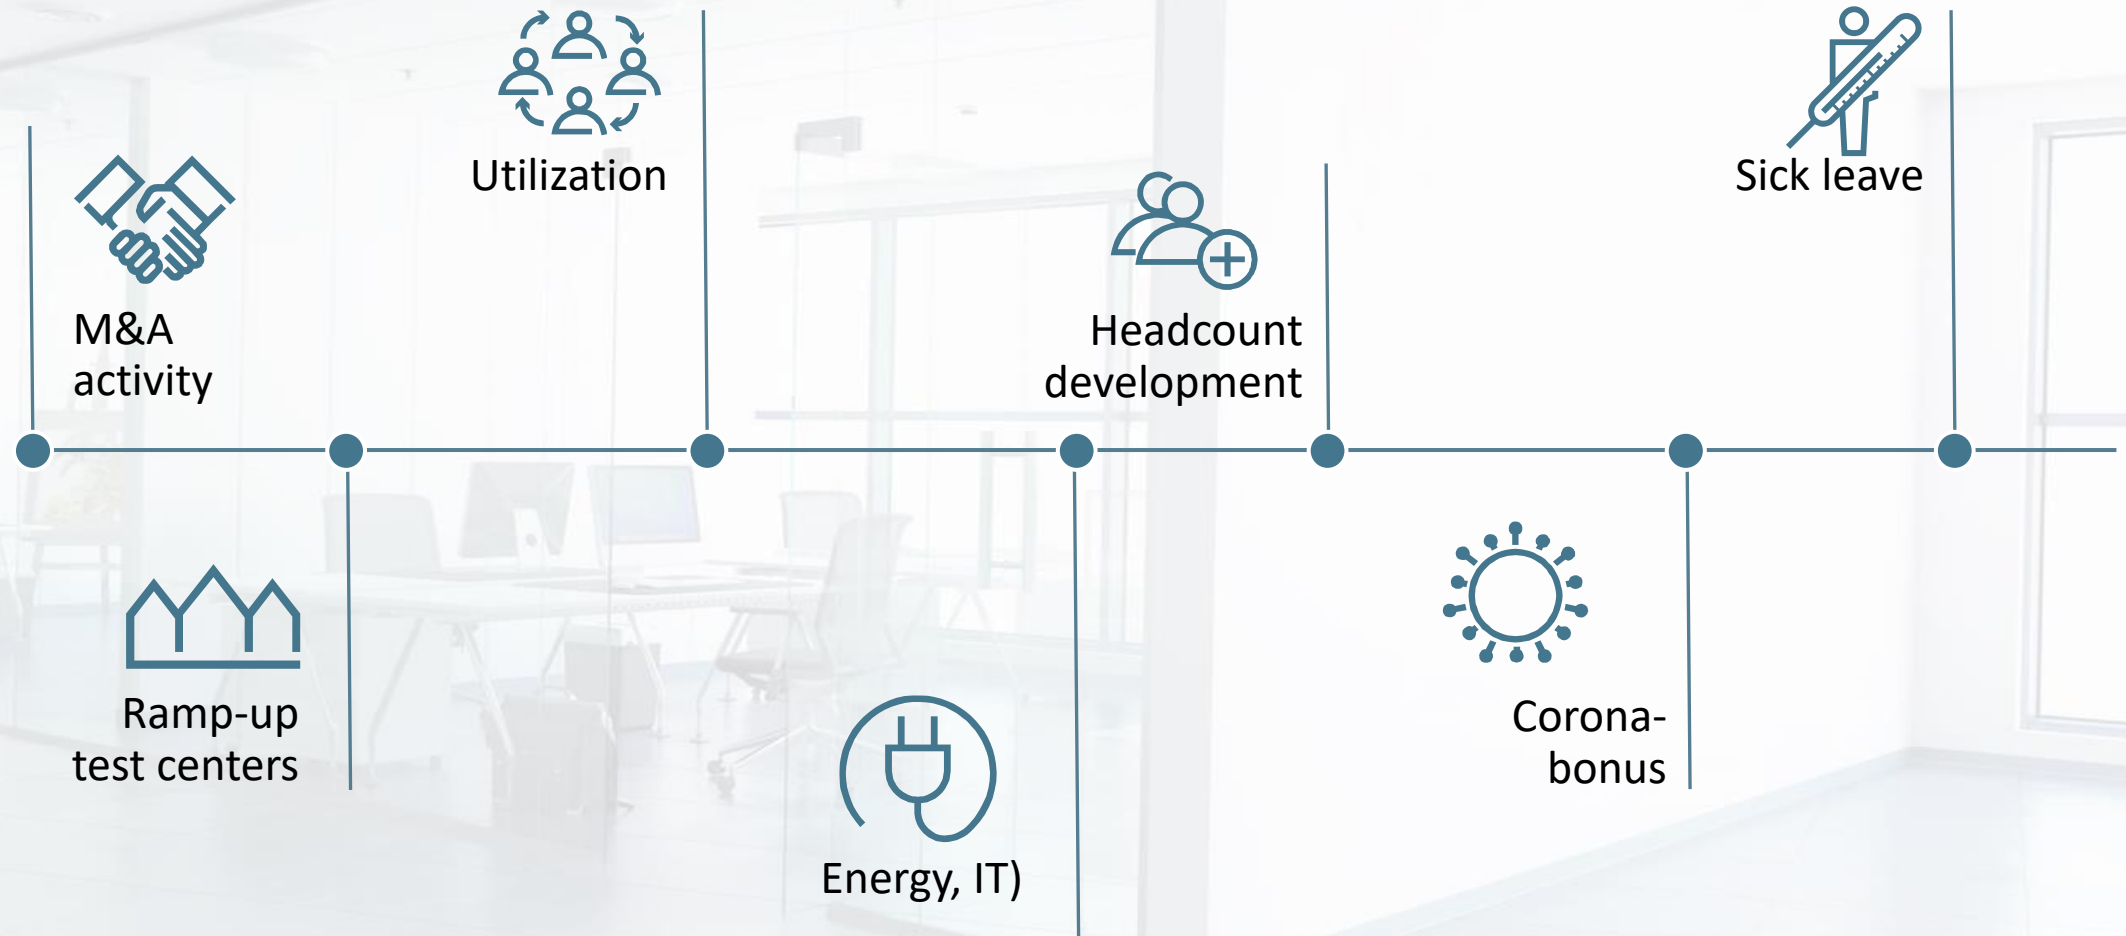 Utilization
Sick leave
M&A
activity
Headcount
development
Ramp-up
test centers
Corona-
bonus
Energy, IT)